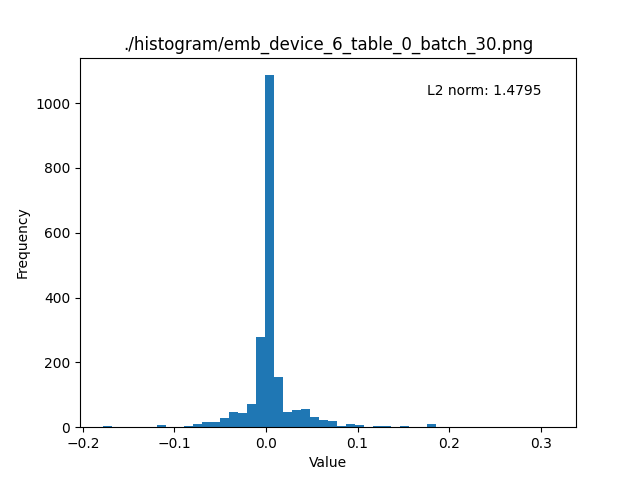 ./histogram/emb_device_6_table_0_batch_30.png
L2 norm: 1.4795
Frequency
1000
800
600
400
200
0
−0.2 −0.1 0.0 0.1 0.2 0.3
Value